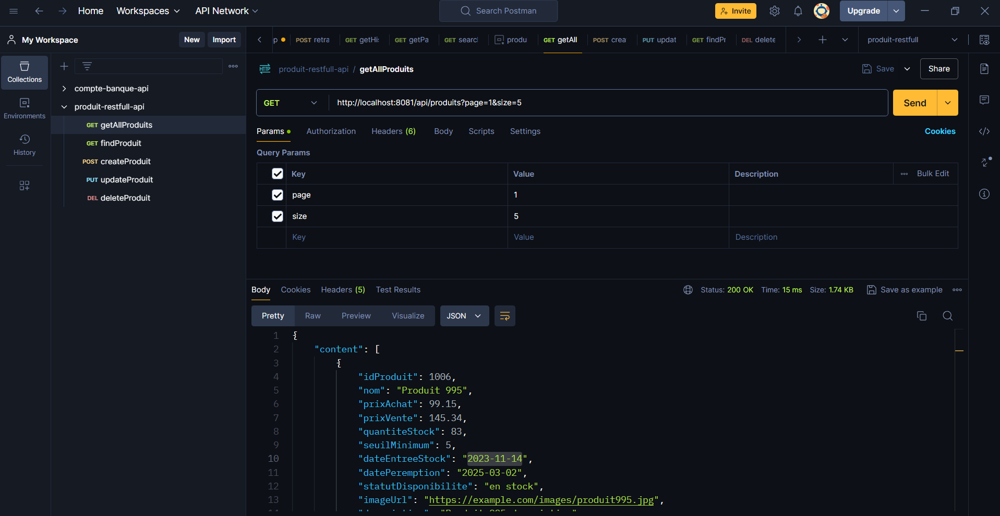 Home Workspaces API Network Search Postman Invite Upgrade
My Workspace New Import
p POST retra GET getHi GET getPa GET searc produ GET getAll POST crea PUT updat GET findPr DEL delete produit-restfull
Collections
Environments
History
compte-banque-api
produit-restfull-api
GET getAllProduits
GET findProduit
POST createProduit
PUT updateProduit
DEL deleteProduit
HTTP produit-restfull-api / getAllProduits Save Share
GET http://localhost:8081/api/produits?page=1&size=5 Send
Params Authorization Headers (6) Body Scripts Settings Cookies
Query Params
Key Value Description Bulk Edit
page 1
size 5
Key Value Description
Body Cookies Headers (5) Test Results Status: 200 OK Time: 15 ms Size: 1.74 KB Save as example
Pretty Raw Preview Visualize JSON
1 {
2 "content": [
3 {
4 "idProduit": 1006,
5 "nom": "Produit 995",
6 "prixAchat": 99.15,
7 "prixVente": 145.34,
8 "quantiteStock": 83,
9 "seuilMinimum": 5,
10 "dateEntreeStock": "2023-11-14",
11 "datePeremption": "2025-03-02",
12 "statutDisponibilite": "en stock",
13 "imageUrl": "https://example.com/images/produit995.jpg",